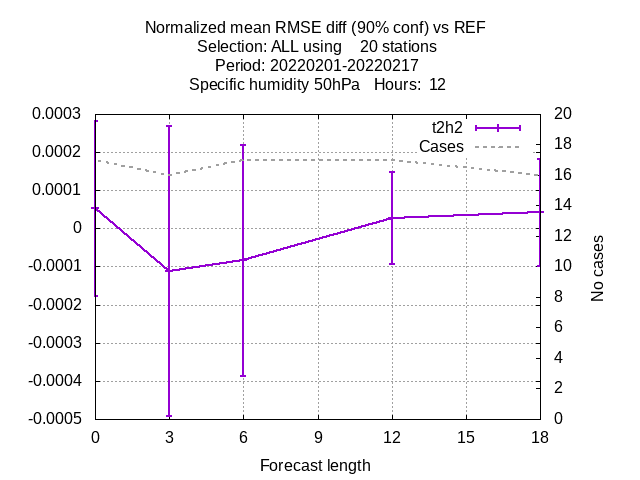 Normalized mean RMSE diff (90% conf) vs REF
Selection: ALL using    20 stations
Period: 20220201-20220217
Specific humidity 50hPa   Hours:  12
t2h2
Cases
0.0003
0.0002
0.0001
0
-0.0001
-0.0002
-0.0003
-0.0004
-0.0005
20
18
16
14
12
10
8
6
4
2
0
No cases
0 3 6 9 12 15 18
Forecast length